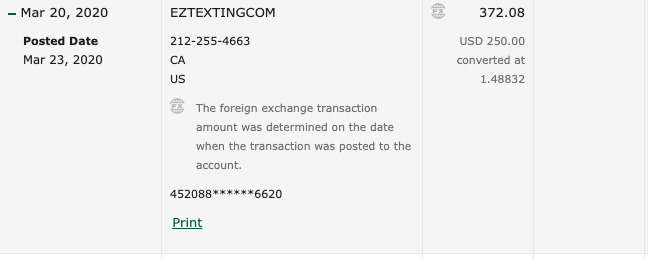 – Mar 20, 2020
Posted Date
Mar 23, 2020
EZTEXTINGCOM
212-255-4663
CA
US
FX
The foreign exchange transaction
amount was determined on the date
when the transaction was posted to the
account.
452088******6620
Print
FX
372.08
USD 250.00
converted at
1.48832